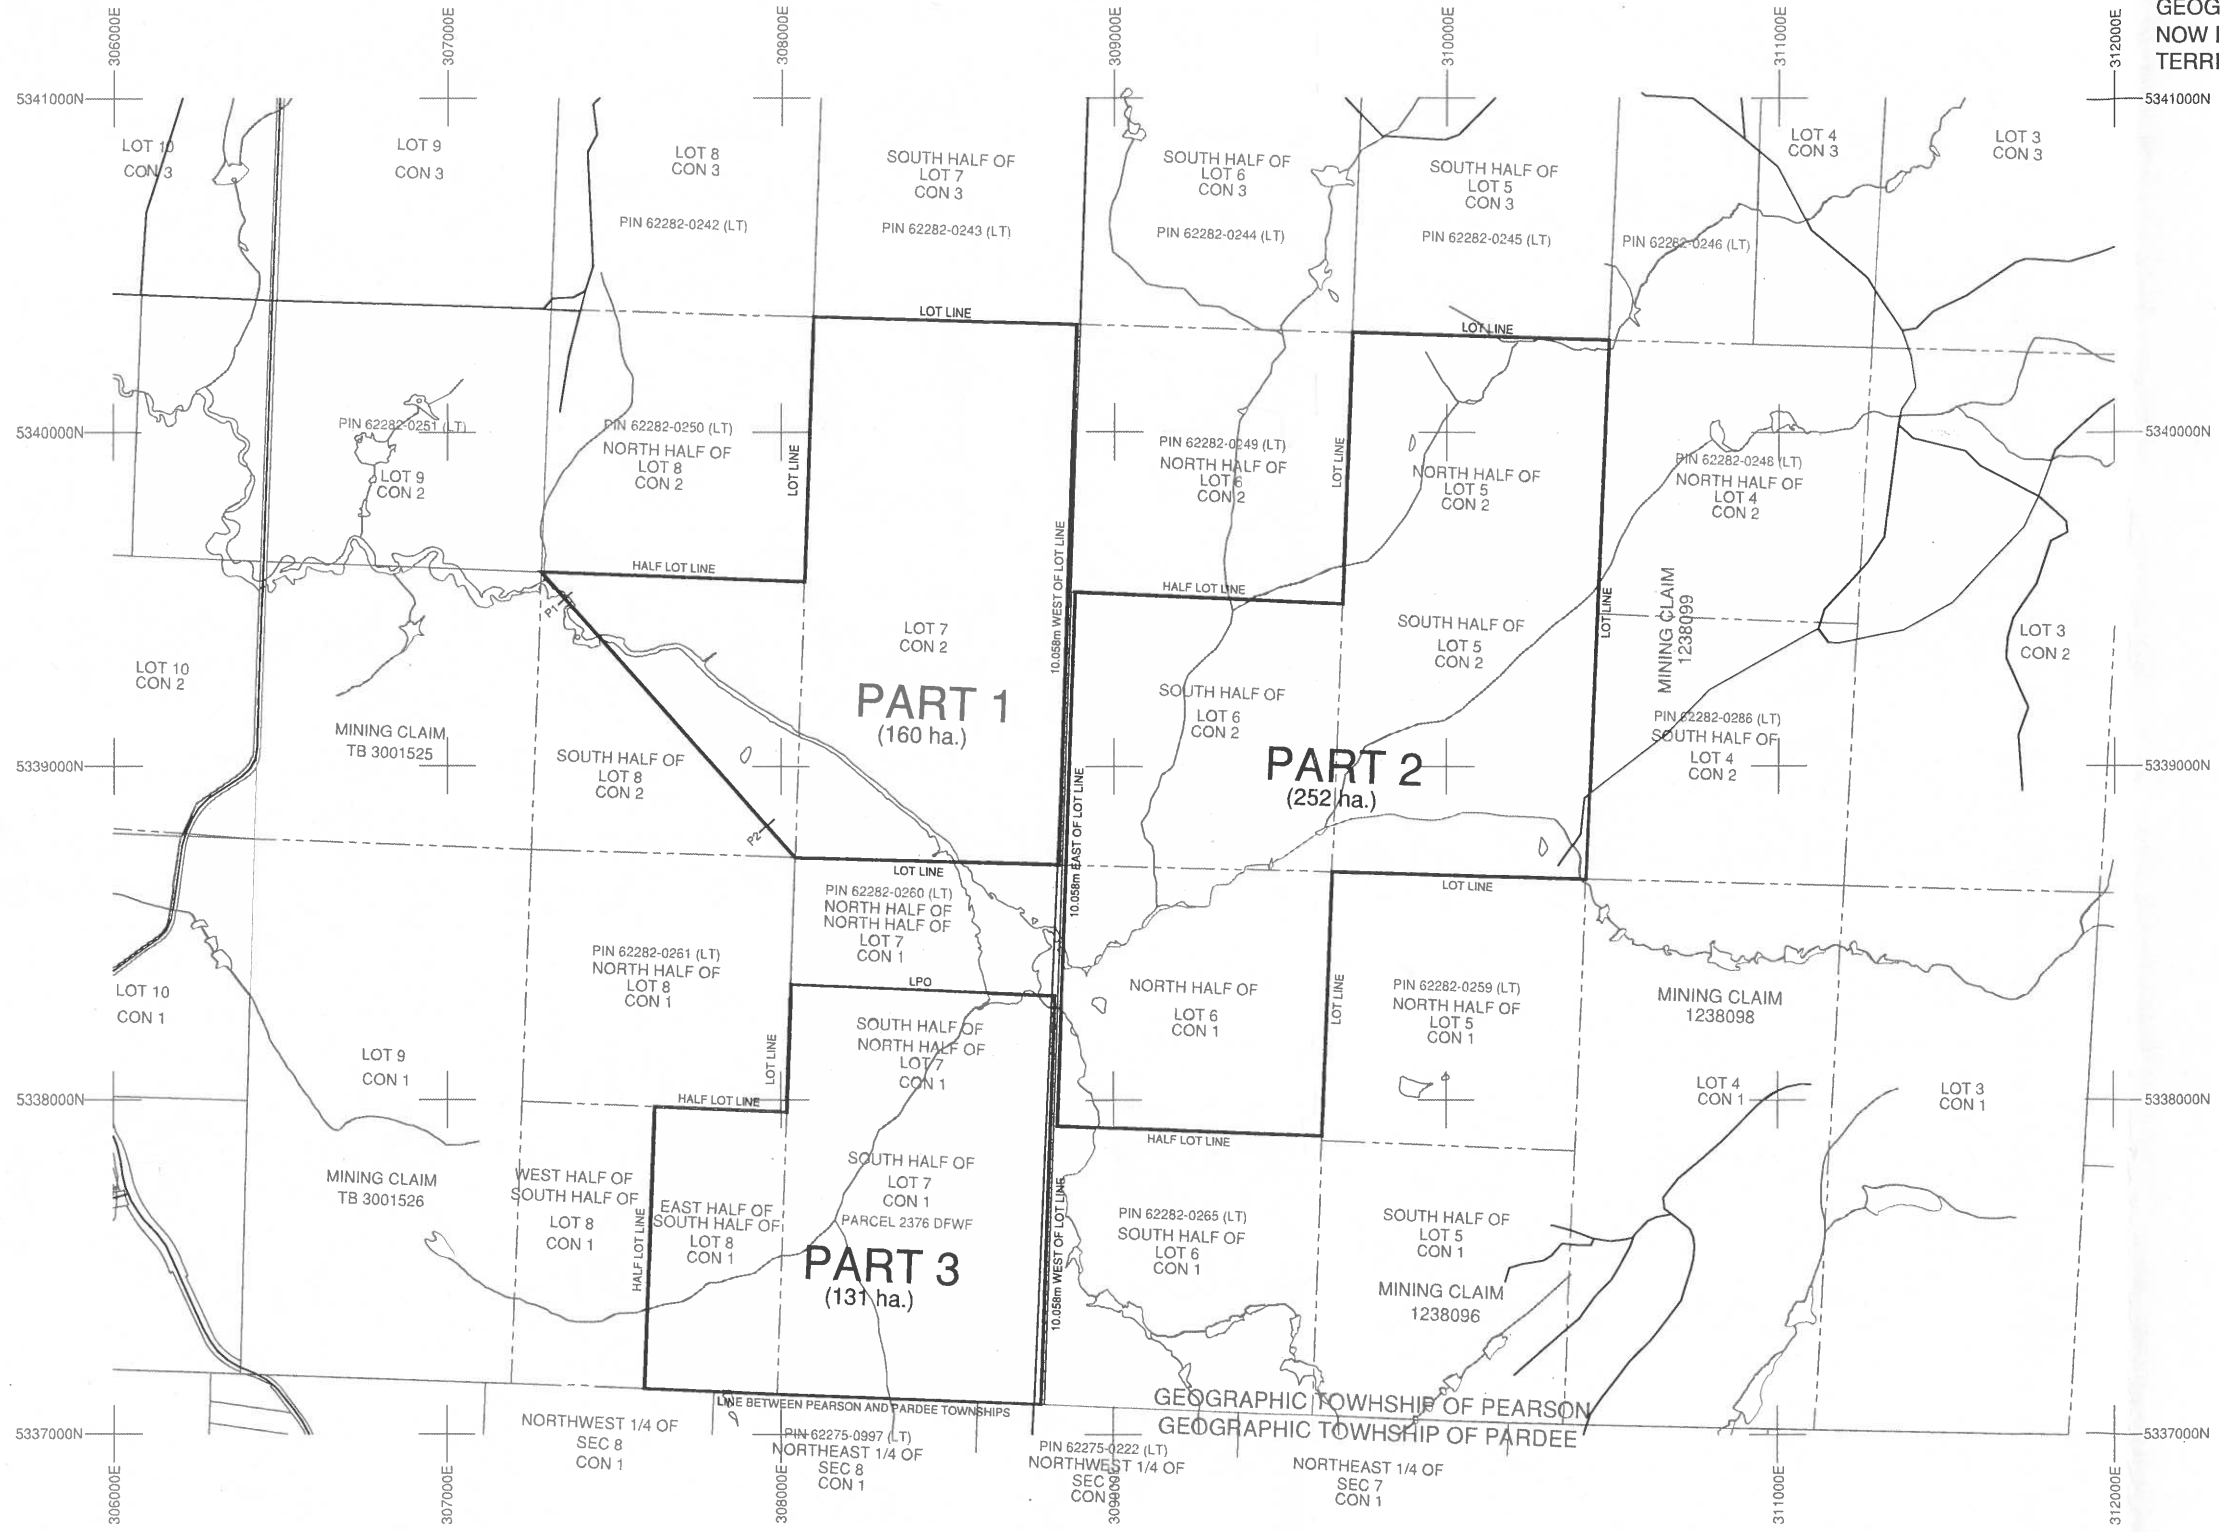 306000E
307000E
308000E
309000E
310000E
311000E
312000E
GEOG
NOW
TERRI
5341000N
5341000N
LOT 10
CON 3
LOT 9
CON 3
LOT 8
CON 3
PIN 62282-0242 (LT)
SOUTH HALF OF
LOT 7
CON 3
PIN 62282-0243 (LT)
SOUTH HALF OF
LOT 6
CON 3
PIN 62282-0244 (LT)
SOUTH HALF OF
LOT 5
CON 3
PIN 62282-0245 (LT)
PIN 62282-0246 (LT)
LOT 4
CON 3
LOT 3
CON 3
LOT LINE
LOT LINE
5340000N
5340000N
PIN 62282-0251 (LT)
LOT 9
CON 2
PIN 62282-0250 (LT)
NORTH HALF OF
LOT 8
CON 2
LOT LINE
PIN 62282-0249 (LT)
NORTH HALF OF
LOT 6
CON 2
LOT LINE
NORTH HALF OF
LOT 5
CON 2
PIN 62282-0248 (LT)
NORTH HALF OF
LOT 4
CON 2
HALF LOT LINE
10.058m WEST OF LOT LINE
HALF LOT LINE
LOT LINE
MINING CLAIM
1238099
P1
LOT 10
CON 2
LOT 7
CON 2
PART 1
(160 ha.)
SOUTH HALF OF
LOT 6
CON 2
SOUTH HALF OF
LOT 5
CON 2
LOT 3
CON 2
MINING CLAIM
TB 3001525
SOUTH HALF OF
LOT 8
CON 2
PART 2
(252 ha.)
PIN 62282-0286 (LT)
SOUTH HALF OF
LOT 4
CON 2
5339000N
5339000N
P2
10.058m EAST OF LOT LINE
LOT LINE
LOT LINE
PIN 62282-0260 (LT)
NORTH HALF OF
NORTH HALF OF
LOT 7
CON 1
PIN 62282-0261 (LT)
NORTH HALF OF
LOT 8
CON 1
LPO
LOT 10
CON 1
NORTH HALF OF
LOT 6
CON 1
LOT LINE
PIN 62282-0259 (LT)
NORTH HALF OF
LOT 5
CON 1
MINING CLAIM
1238098
LOT 9
CON 1
LOT LINE
SOUTH HALF OF
NORTH HALF OF
LOT 7
CON 1
LOT 4
CON 1
LOT 3
CON 1
5338000N
5338000N
HALF LOT LINE
HALF LOT LINE
MINING CLAIM
TB 3001526
WEST HALF OF
SOUTH HALF OF
LOT 8
CON 1
HALF LOT LINE
EAST HALF OF
SOUTH HALF OF
LOT 8
CON 1
SOUTH HALF OF
LOT 7
CON 1
PARCEL 2376 DFWF
PART 3
(131 ha.)
10.058m WEST OF LOT LINE
PIN 62282-0265 (LT)
SOUTH HALF OF
LOT 6
CON 1
SOUTH HALF OF
LOT 5
CON 1
MINING CLAIM
1238096
LINE BETWEEN PEARSON AND PARDEE TOWNSHIPS
GEOGRAPHIC TOWHSHIP OF PEARSON
GEOGRAPHIC TOWHSHIP OF PARDEE
5337000N
5337000N
NORTHWEST 1/4 OF
SEC 8
CON 1
PIN 62275-0997 (LT)
NORTHEAST 1/4 OF
SEC 8
CON 1
PIN 62275-0222 (LT)
NORTHWEST 1/4 OF
SEC
CON
NORTHEAST 1/4 OF
SEC 7
CON 1
306000E
307000E
308000E
309000E
310000E
311000E
312000E